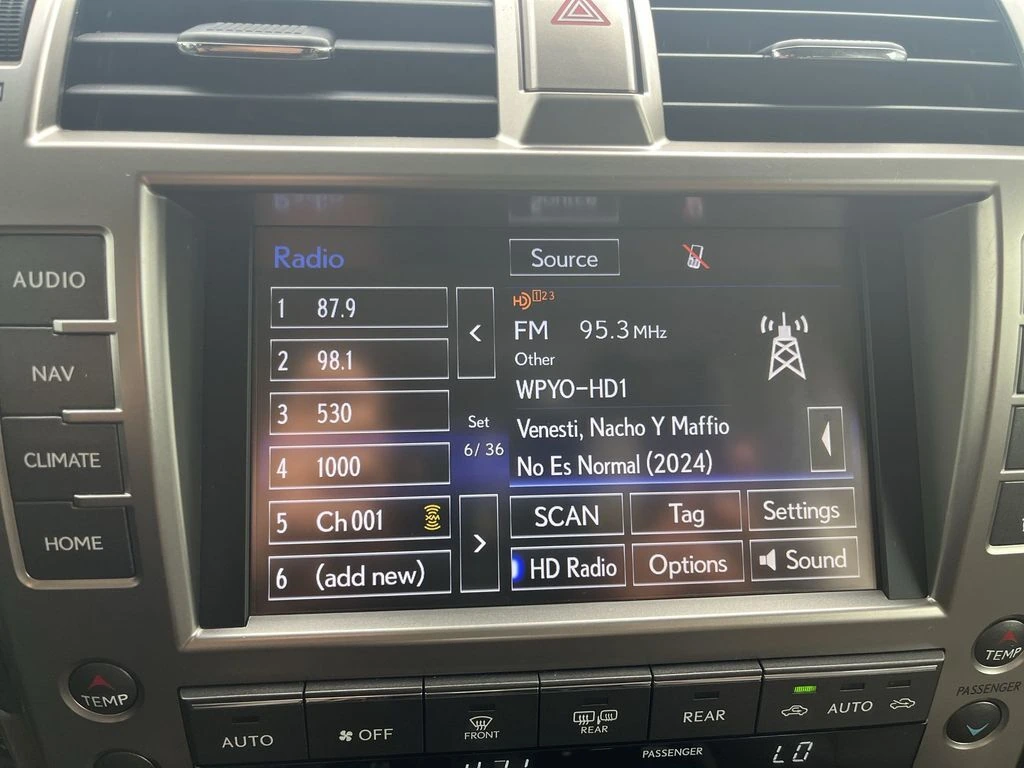 AUDIO
NAV
CLIMATE
HOME
Radio
Source
1 87.9
2 98.1
3 530
4 1000
5 Ch 001 XM
6 (add new)
<
Set
6/36
>
HD 123
FM 95.3 MHz
Other
WPYO-HD1
Venesti, Nacho Y Maffio
No Es Normal (2024)
SCAN Tag Settings
HD Radio Options Sound
TEMP
AUTO
OFF
FRONT
REAR
REAR
AUTO
TEMP
PASSENGER
PASSENGER LO